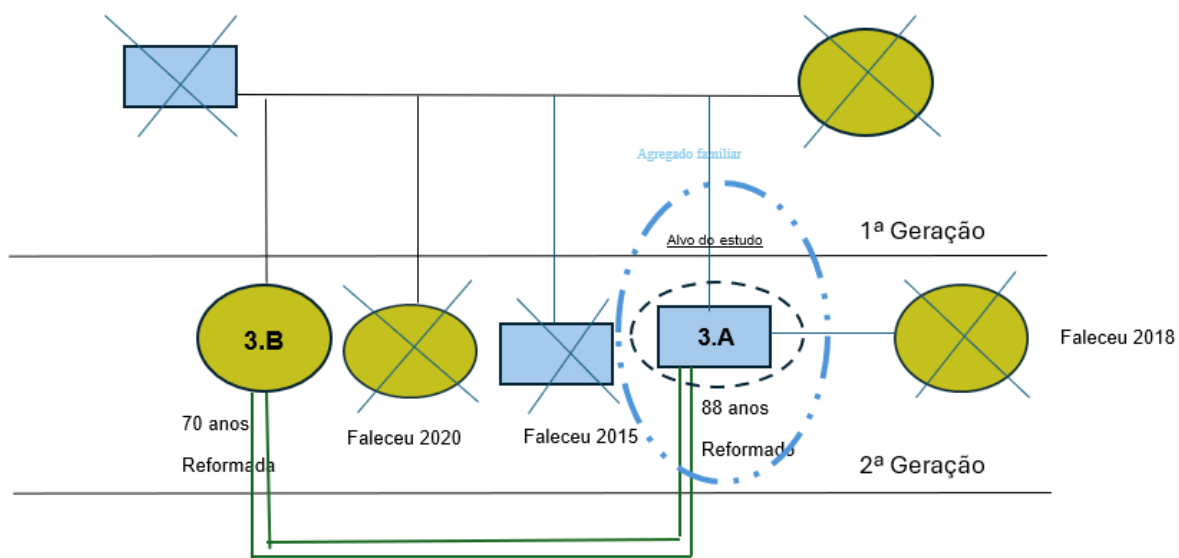 Agregado familiar
Alvo do estudo
1ª Geração
3.B
3.A
Faleceu 2018
70 anos
Reformada
Faleceu 2020
Faleceu 2015
88 anos
Reformado
2ª Geração